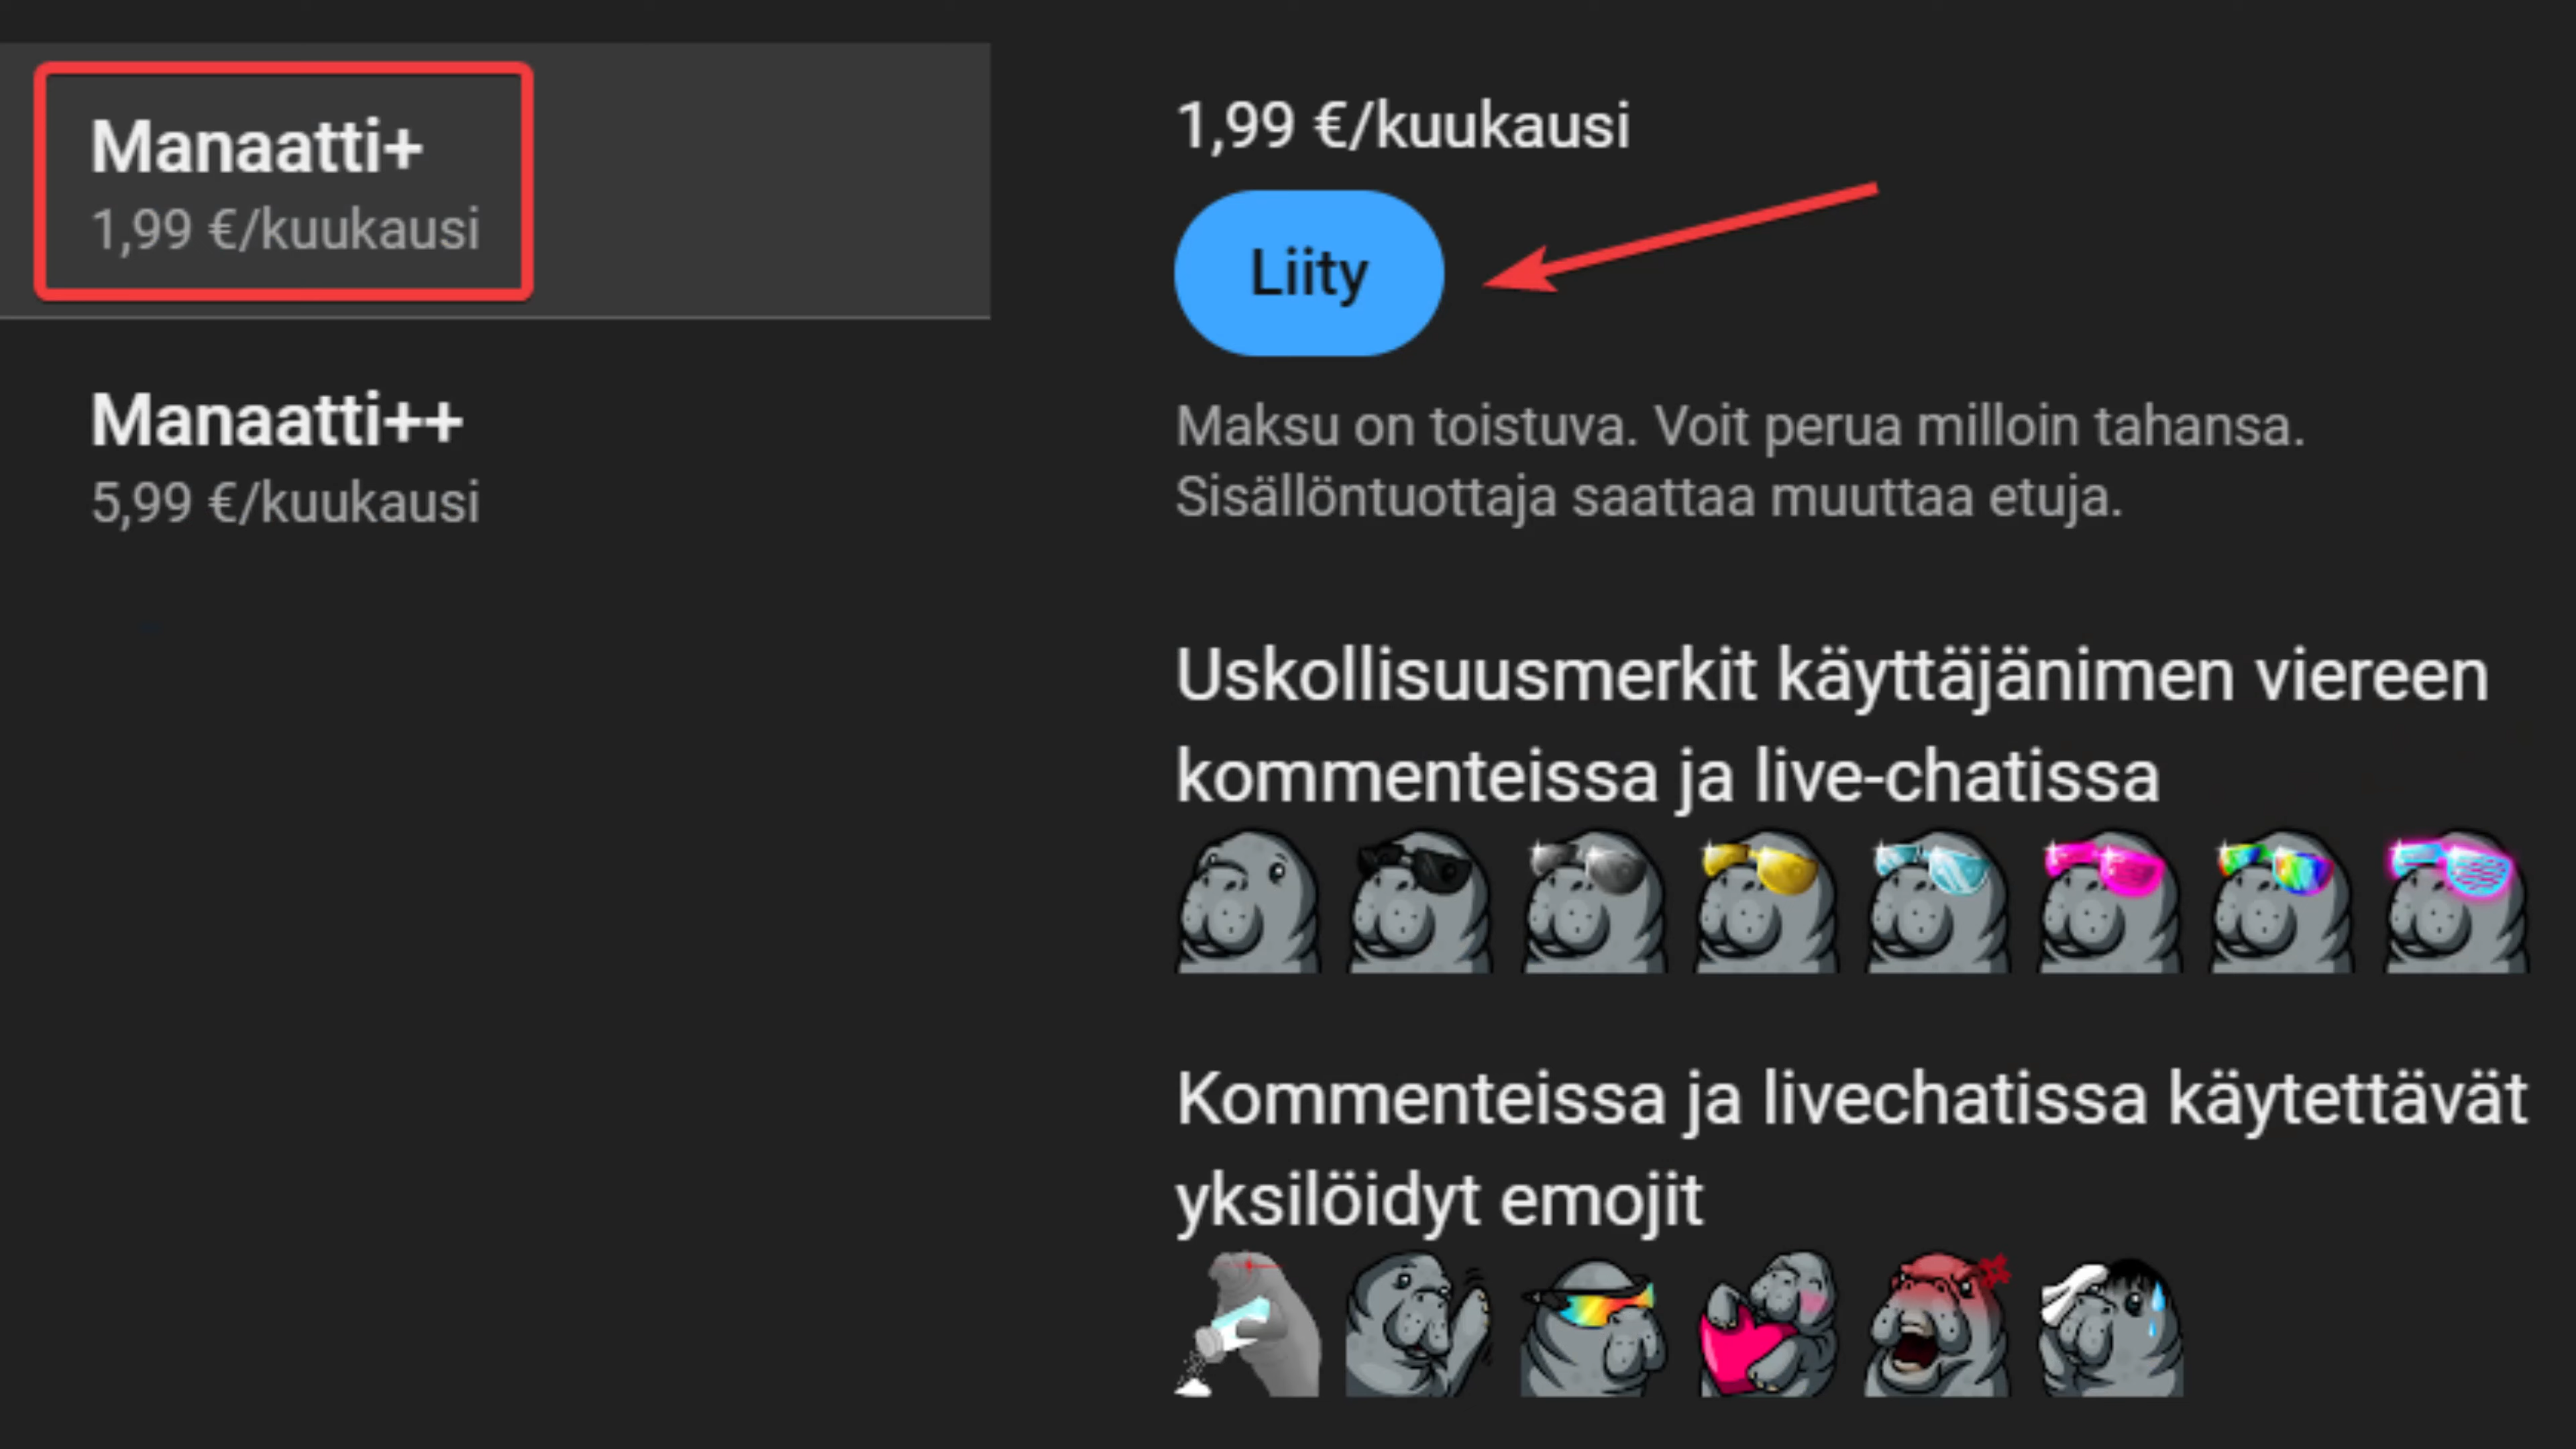 Manaatti+
1,99 €/kuukausi
Manaatti++
5,99 €/kuukausi
1,99 €/kuukausi
Liity
Maksu on toistuva. Voit perua milloin tahansa.
Sisällöntuottaja saattaa muuttaa etuja.
Uskollisuusmerkit käyttäjänimen viereen
kommenteissa ja live-chatissa
Kommenteissa ja livechatissa käytettävät
yksilöidyt emojit